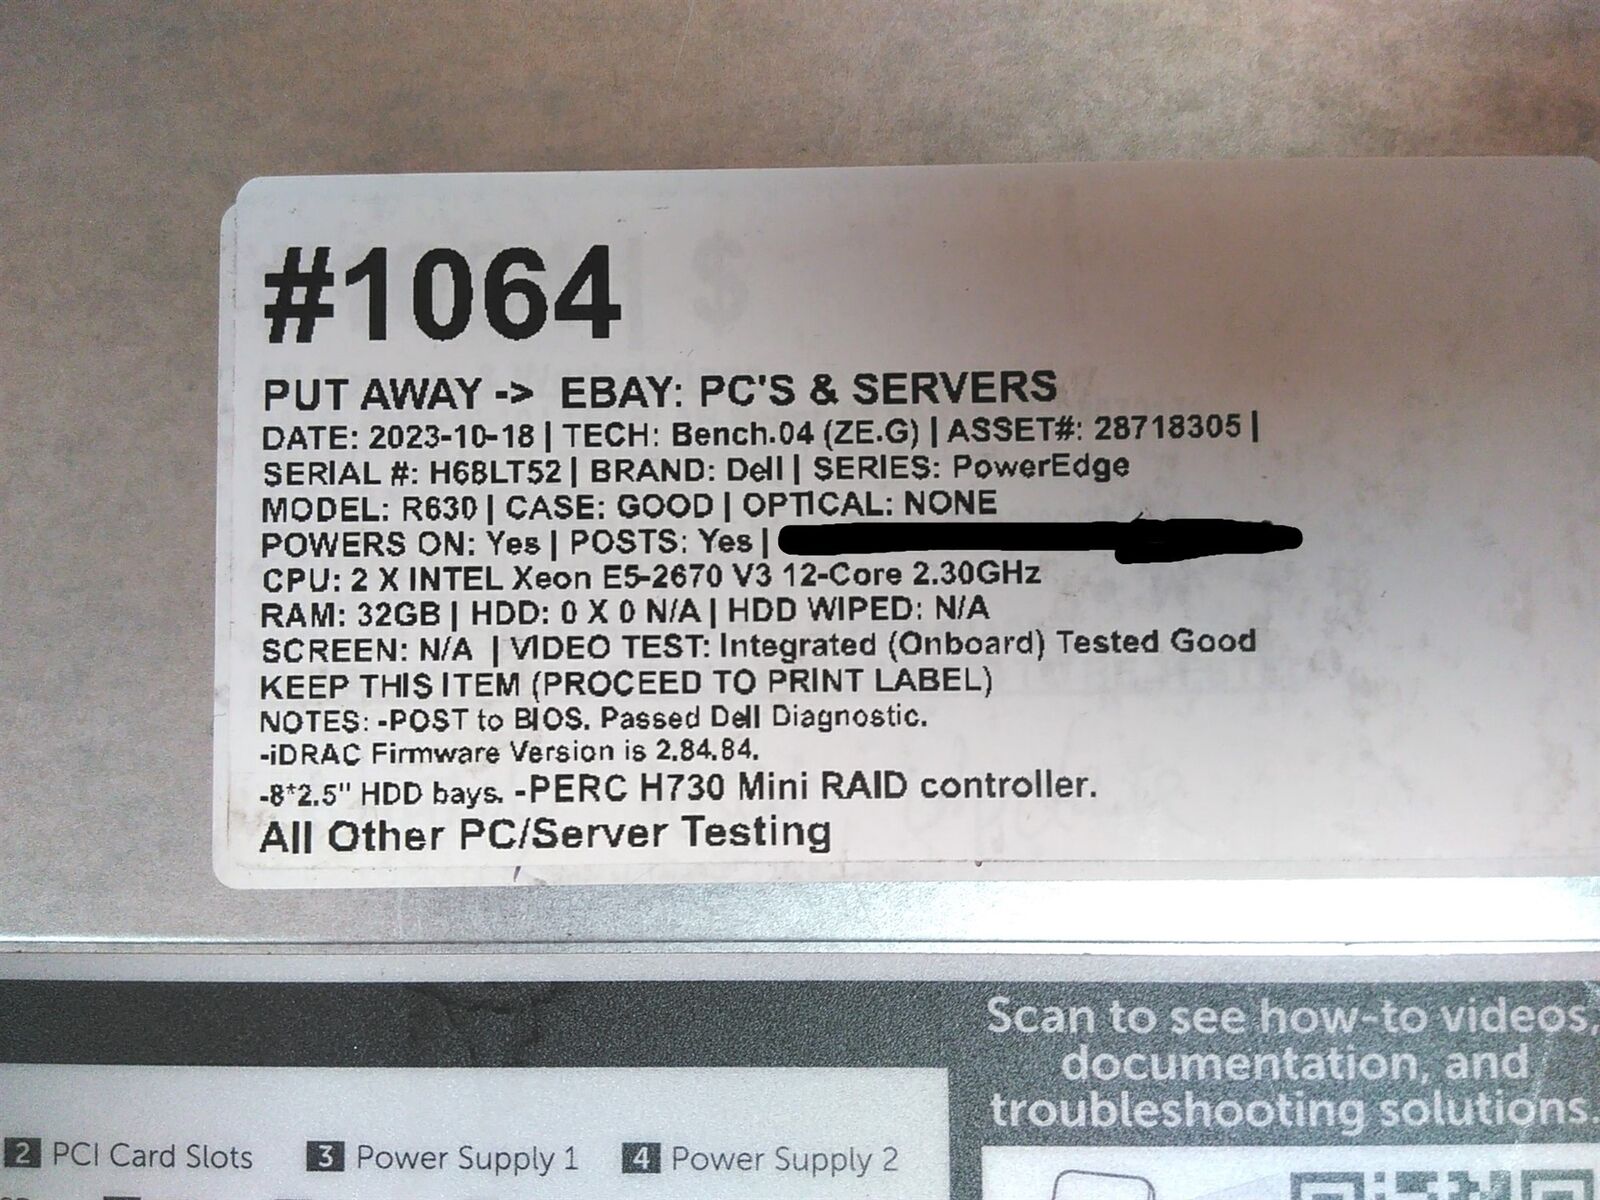 #1064
PUT AWAY -> EBAY: PC'S & SERVERS
DATE: 2023-10-18 | TECH: Bench.04 (ZE.G) | ASSET#: 28718305 |
SERIAL #: H68LT52 | BRAND: Dell | SERIES: PowerEdge
MODEL: R630 | CASE: GOOD | OPTICAL: NONE
POWERS ON: Yes | POSTS: Yes |
CPU: 2 X INTEL Xeon E5-2670 V3 12-Core 2.30GHz
RAM: 32GB | HDD: 0 X 0 N/A | HDD WIPED: N/A
SCREEN: N/A | VIDEO TEST: Integrated (Onboard) Tested Good
KEEP THIS ITEM (PROCEED TO PRINT LABEL)
NOTES: -POST to BIOS. Passed Dell Diagnostic.
-iDRAC Firmware Version is 2.84.84.
-8*2.5" HDD bays. -PERC H730 Mini RAID controller.
All Other PC/Server Testing
Scan to see how-to videos,
documentation, and
troubleshooting solutions.
2 PCI Card Slots 3 Power Supply 1 4 Power Supply 2